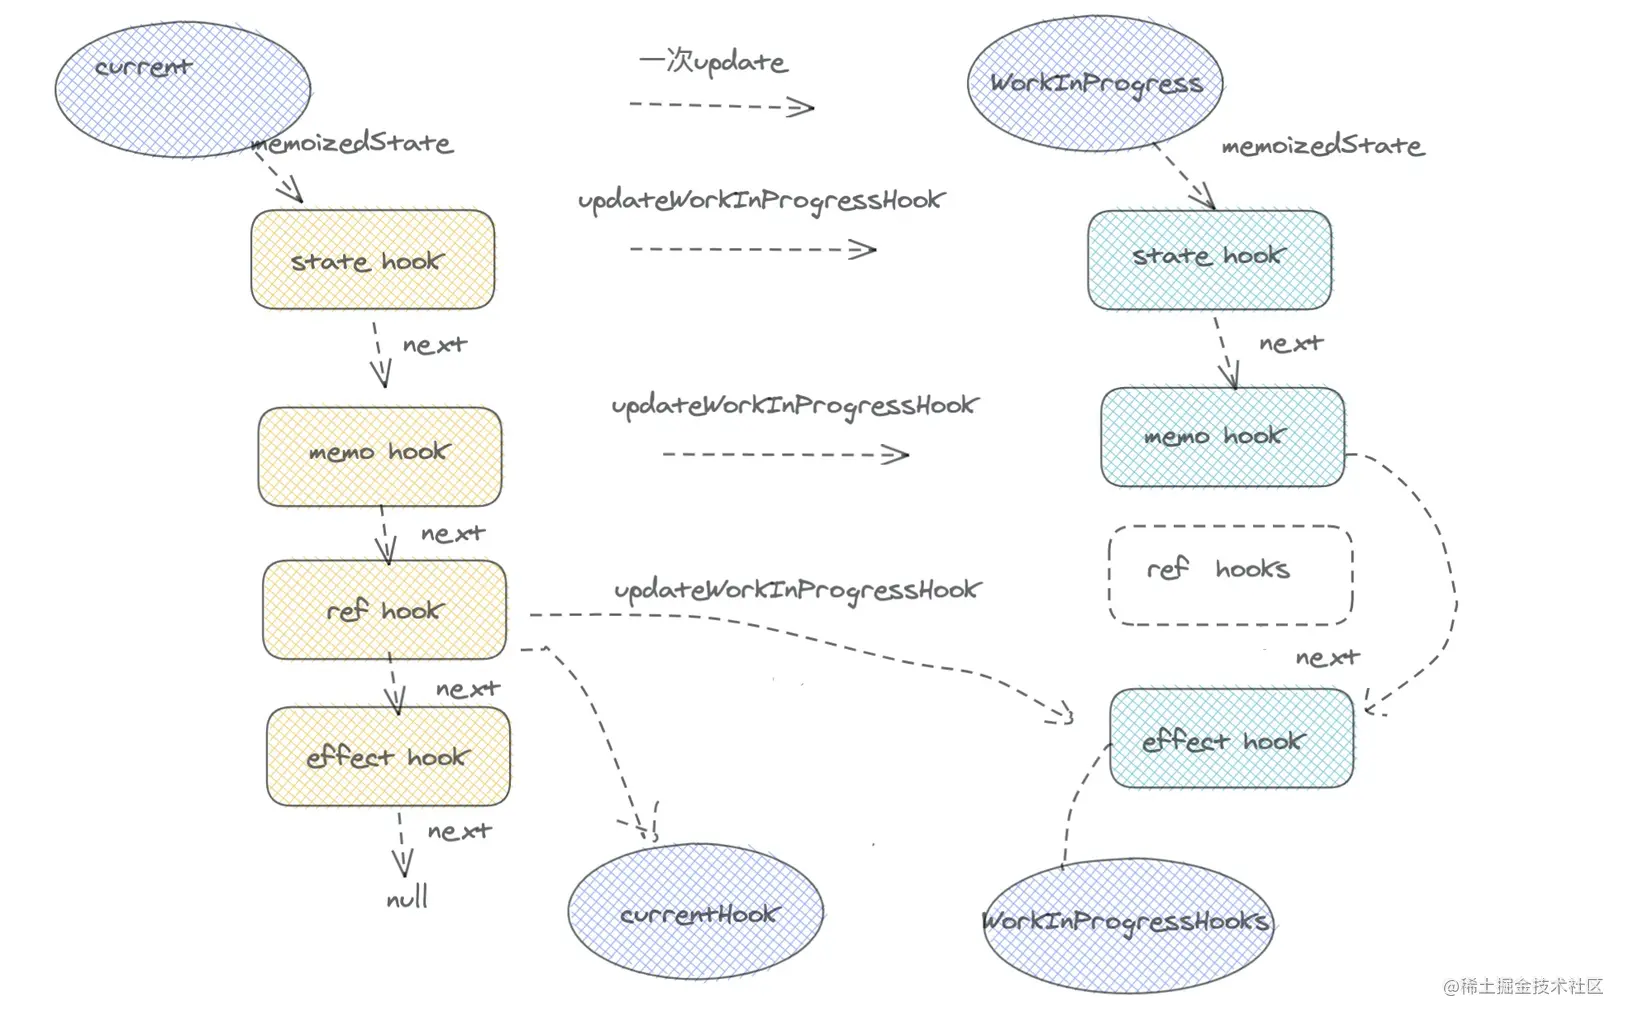 current
一次update
WorkInProgress
memoizedState
memoizedState
updateWorkInProgressHook
state hook
state hook
next
next
updateWorkInProgressHook
memo hook
memo hook
next
ref hooks
updateWorkInProgressHook
ref hook
next
next
effect hook
effect hook
next
null
currentHook
WorkInProgressHooks
@稀土掘金技术社区